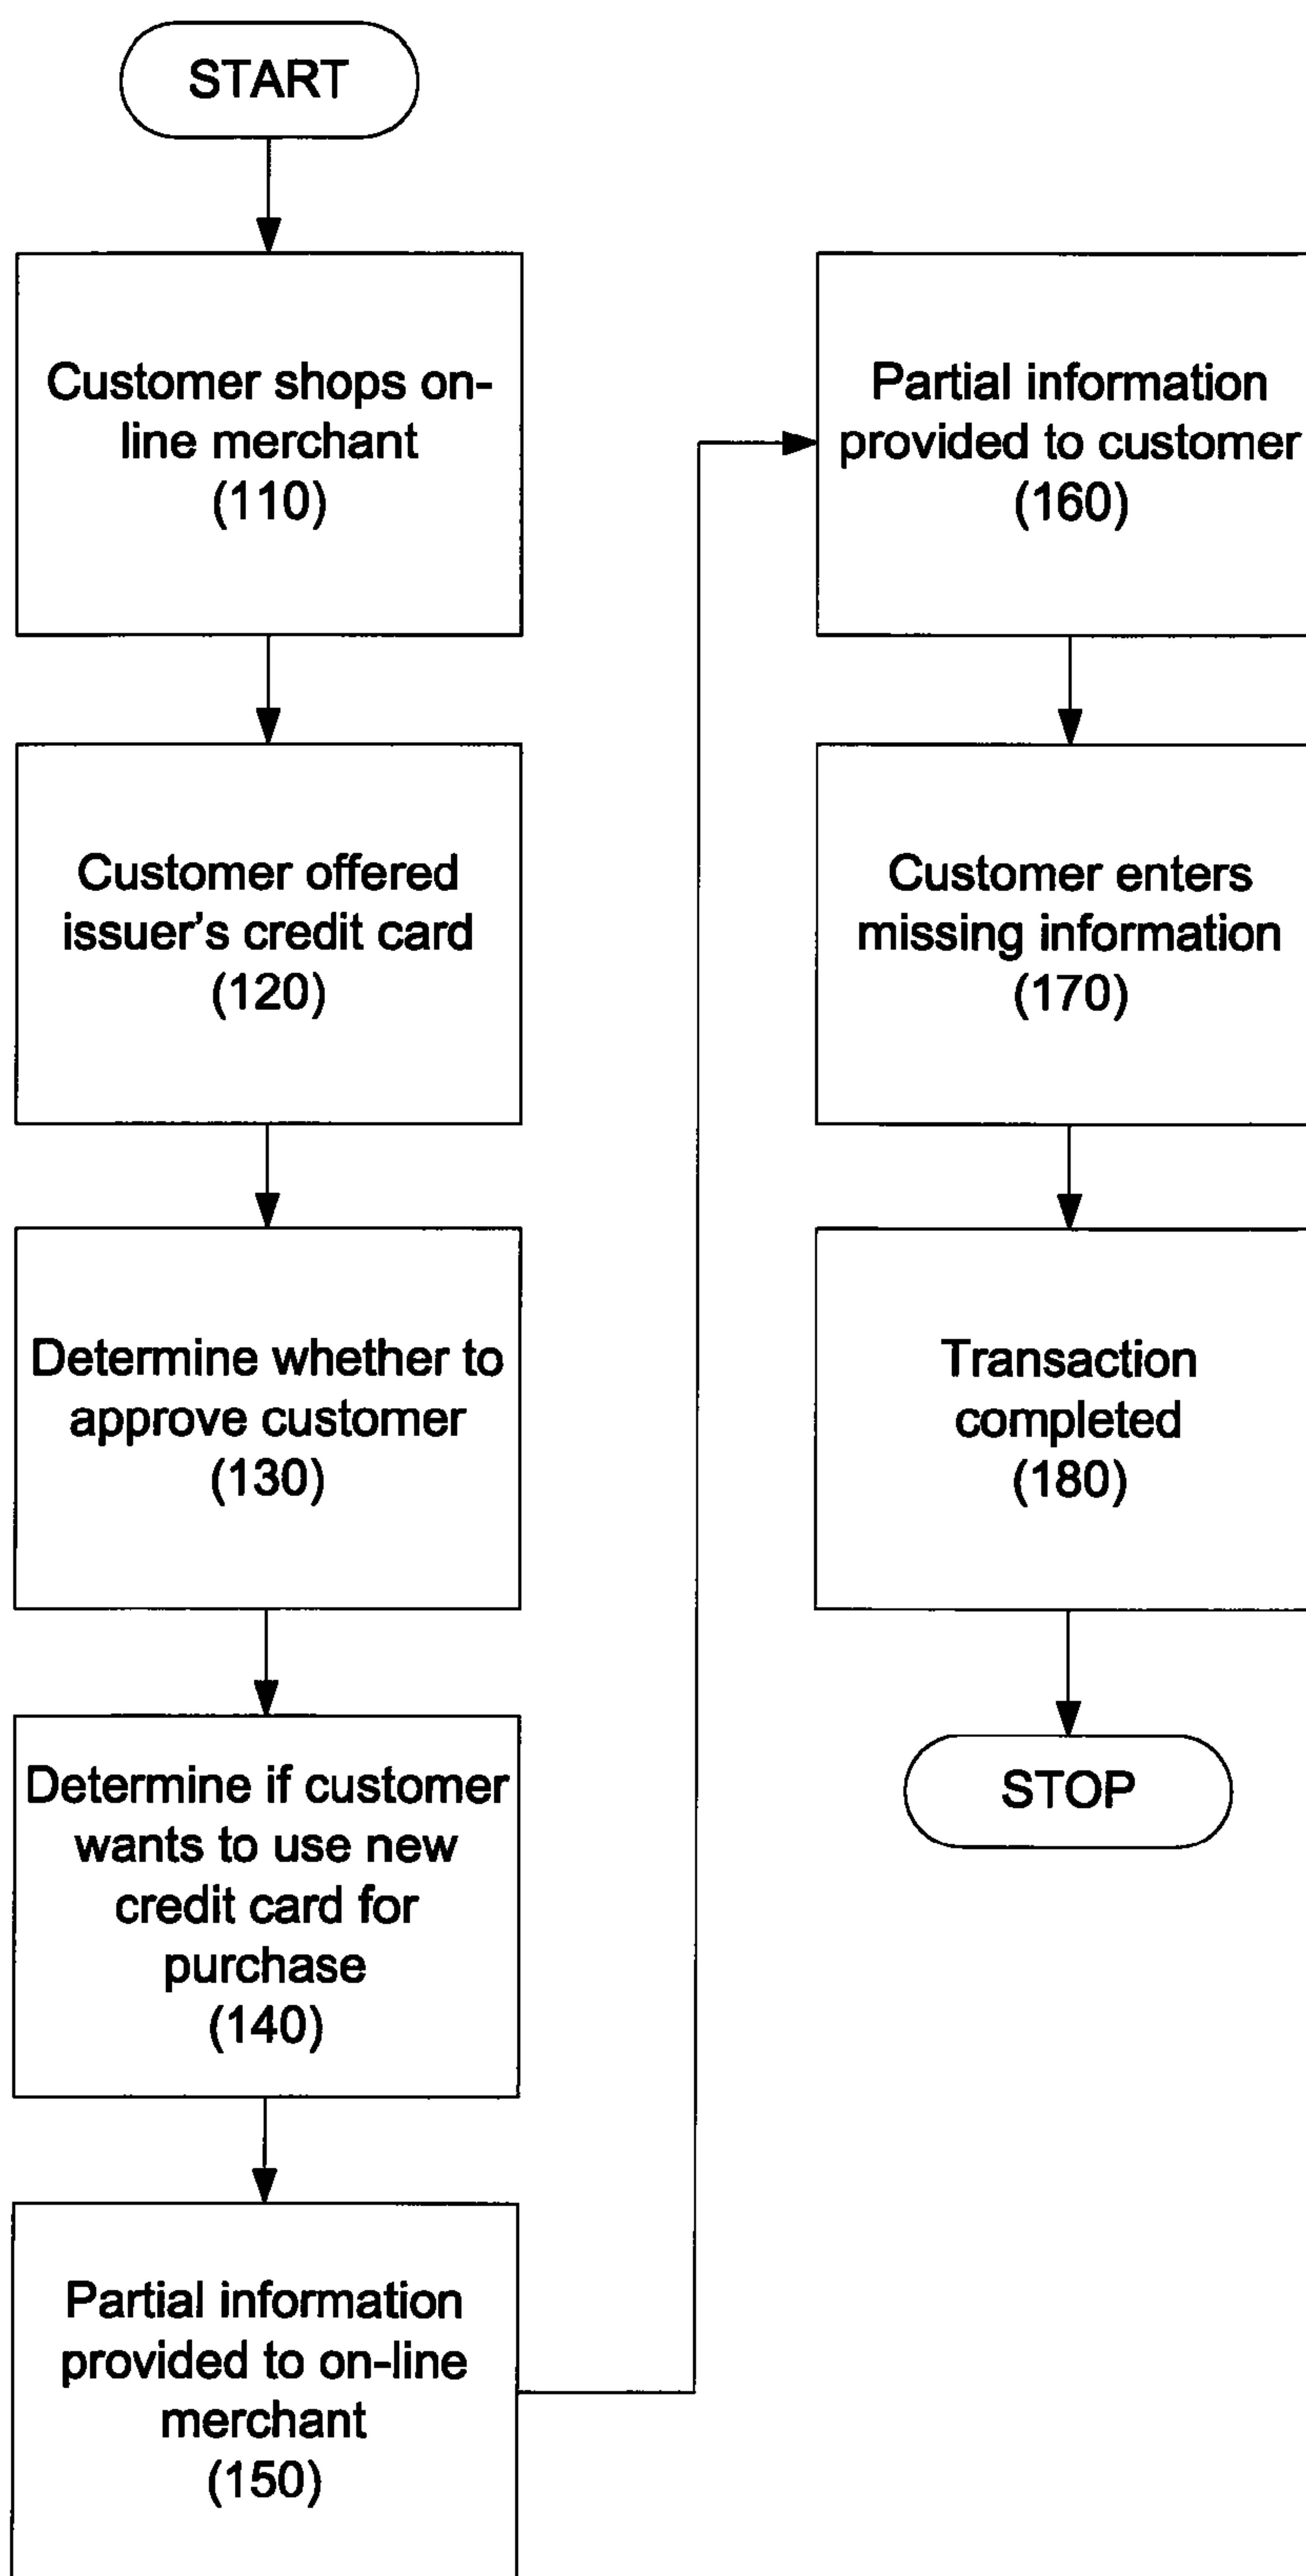 START
Customer shops on-
line merchant
(110)
Customer offered
issuer's credit card
(120)
Determine whether to
approve customer
(130)
Determine if customer
wants to use new
credit card for
purchase
(140)
Partial information
provided to on-line
merchant
(150)
Partial information
provided to customer
(160)
Customer enters
missing information
(170)
Transaction
completed
(180)
STOP